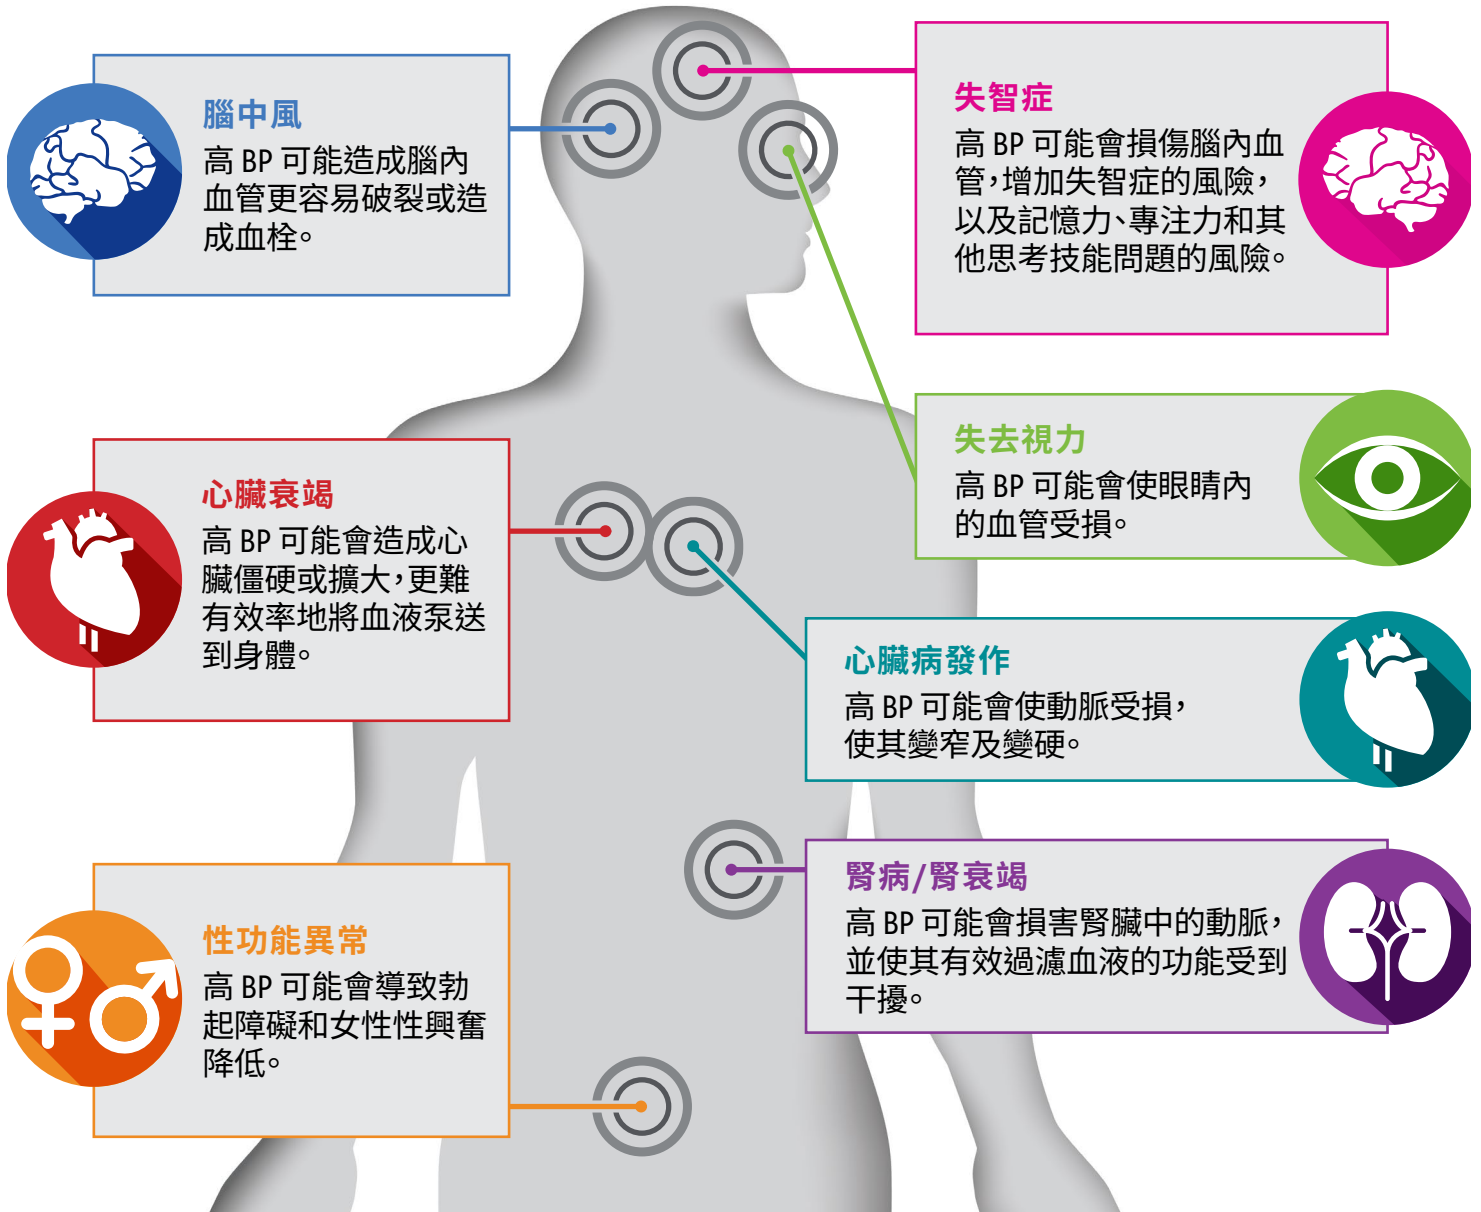 腦中風
高 BP 可能造成腦內
血管更容易破裂或造
成血栓。
失智症
高 BP 可能會損傷腦內血
管,增加失智症的風險,
以及記憶力、專注力和其
他思考技能問題的風險。
失去視力
高 BP 可能會使眼睛內
的血管受損。
心臟衰竭
高 BP 可能會造成心
臟僵硬或擴大,更難
有效率地將血液泵送
到身體。
心臟病發作
高 BP 可能會使動脈受損,
使其變窄及變硬。
腎病/腎衰竭
高 BP 可能會損害腎臟中的動脈,
並使其有效過濾血液的功能受到
干擾。
性功能異常
高 BP 可能會導致勃
起障礙和女性性興奮
降低。